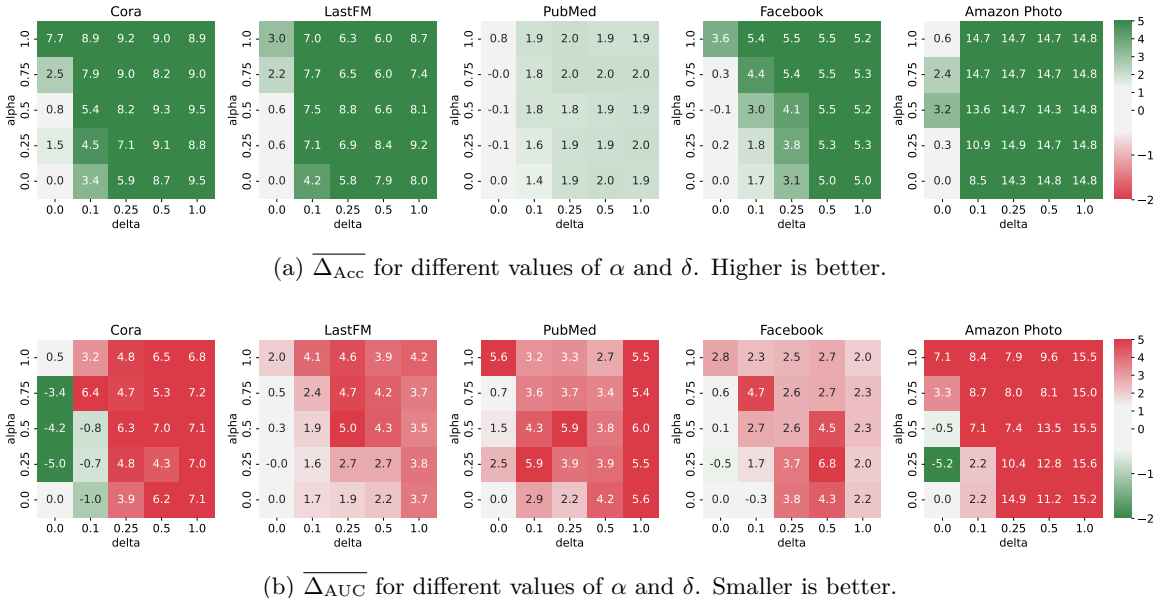 Cora LastFM PubMed Facebook Amazon Photo
1.0 7.7 8.9 9.2 9.0 8.9 3.0 7.0 6.3 6.0 8.7 1.0 0.8 1.9 2.0 1.9 1.9 1.0 3.6 5.4 5.5 5.5 5.2 1.0 0.6 14.7 14.7 14.7 14.8 5
0.75 2.5 7.9 9.0 8.2 9.0 0.75 2.2 7.7 6.5 6.0 7.4 0.75 -0.0 1.8 2.0 2.0 2.0 0.75 0.3 4.4 5.4 5.5 5.3 0.75 2.4 14.7 14.7 14.7 14.8 4
alpha 0.5 0.8 5.4 8.2 9.3 9.5 alpha 0.5 0.6 7.5 8.8 6.6 8.1 alpha 0.5 -0.1 1.8 1.8 1.9 1.9 alpha 0.5 -0.1 3.0 4.1 5.5 5.2 alpha 0.5 3.2 13.6 14.7 14.3 14.8 3 2 1 0
0.25 1.5 4.5 7.1 9.1 8.8 0.25 0.6 7.1 6.9 8.4 9.2 0.25 -0.1 1.6 1.9 1.9 2.0 0.25 0.2 1.8 3.8 5.3 5.3 0.25 0.3 10.9 14.9 14.7 14.8 −1
0.0 0.0 3.4 5.9 8.7 9.5 0.0 0.0 4.2 5.8 7.9 8.0 0.0 0.0 1.4 1.9 2.0 1.9 0.0 0.0 1.7 3.1 5.0 5.0 0.0 0.0 8.5 14.3 14.8 14.8 −2
0.0 0.1 0.25 0.5 1.0 0.0 0.1 0.25 0.5 1.0 0.0 0.1 0.25 0.5 1.0 0.0 0.1 0.25 0.5 1.0 0.0 0.1 0.25 0.5 1.0
delta delta delta delta delta
(a) Δ_Acc for different values of α and δ. Higher is better.
Cora LastFM PubMed Facebook Amazon Photo
1.0 0.5 3.2 4.8 6.5 6.8 1.0 2.0 4.1 4.6 3.9 4.2 1.0 5.6 3.2 3.3 2.7 5.5 1.0 2.8 2.3 2.5 2.7 2.0 1.0 7.1 8.4 7.9 9.6 15.5 5
0.75 -3.4 6.4 4.7 5.3 7.2 0.75 0.1 2.4 4.7 4.2 3.7 0.75 0.7 3.6 3.7 3.4 5.4 0.75 0.6 4.7 2.6 2.7 2.3 0.75 3.3 8.7 8.0 8.1 15.0 4
alpha 0.5 -4.2 -0.8 6.3 7.0 7.1 alpha 0.5 0.3 1.9 5.0 4.3 3.5 alpha 0.5 1.5 4.3 5.9 3.8 6.0 alpha 0.5 0.1 2.7 2.6 4.5 2.3 alpha 0.5 -0.5 7.1 7.4 13.5 15.5 3 2 1 0
0.25 -5.0 -0.7 4.8 4.3 7.0 0.25 -0.0 1.6 2.7 2.7 3.8 0.25 2.5 5.9 3.9 3.9 5.5 0.25 -0.5 1.7 3.7 6.8 2.0 0.25 -5.2 2.2 10.4 12.8 15.6 −1
0.0 0.0 -1.0 3.9 6.2 7.1 0.0 0.0 1.7 1.9 2.2 3.7 0.0 0.0 2.9 2.2 4.2 5.6 0.0 0.0 -0.3 3.8 4.3 2.2 0.0 0.0 2.2 14.9 11.2 15.2 −2
0.0 0.1 0.25 0.5 1.0 0.0 0.1 0.25 0.5 1.0 0.0 0.1 0.25 0.5 1.0 0.0 0.1 0.25 0.5 1.0 0.0 0.1 0.25 0.5 1.0
delta delta delta delta delta
(b) Δ_AUC for different values of α and δ. Smaller is better.